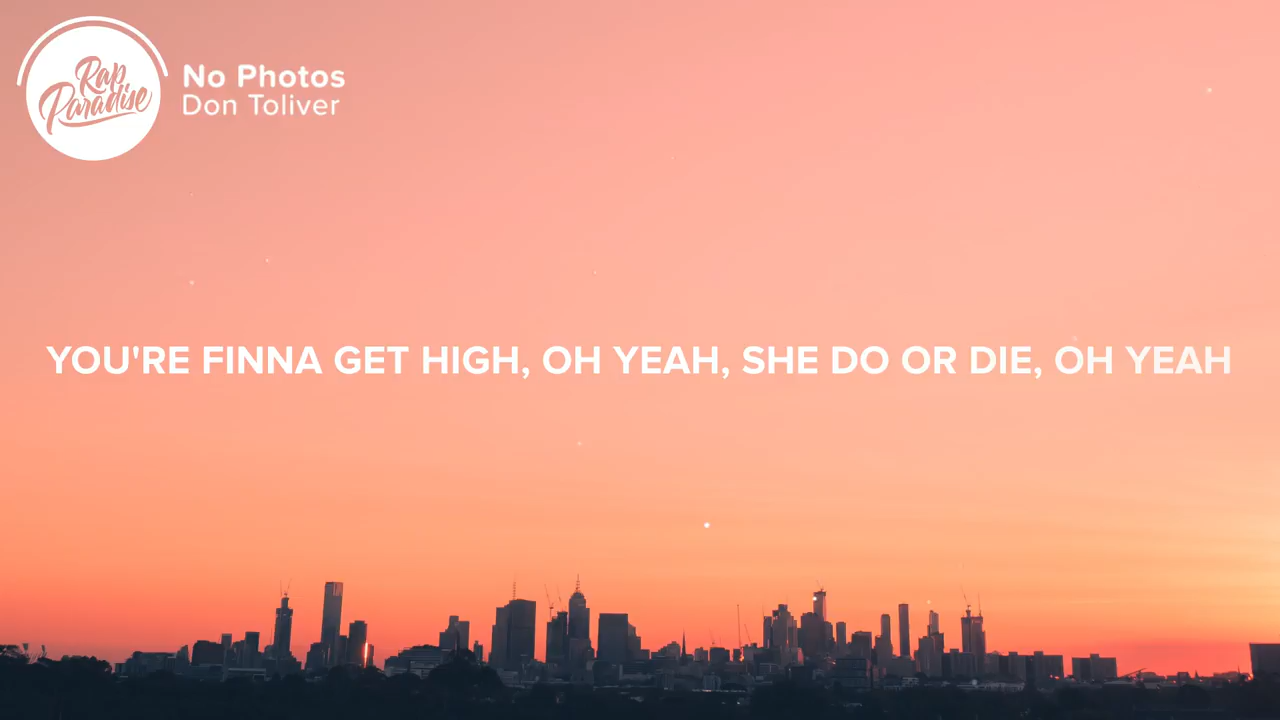 Rap
Paradise
No Photos
Don Toliver
YOU'RE FINNA GET HIGH, OH YEAH, SHE DO OR DIE, OH YEAH